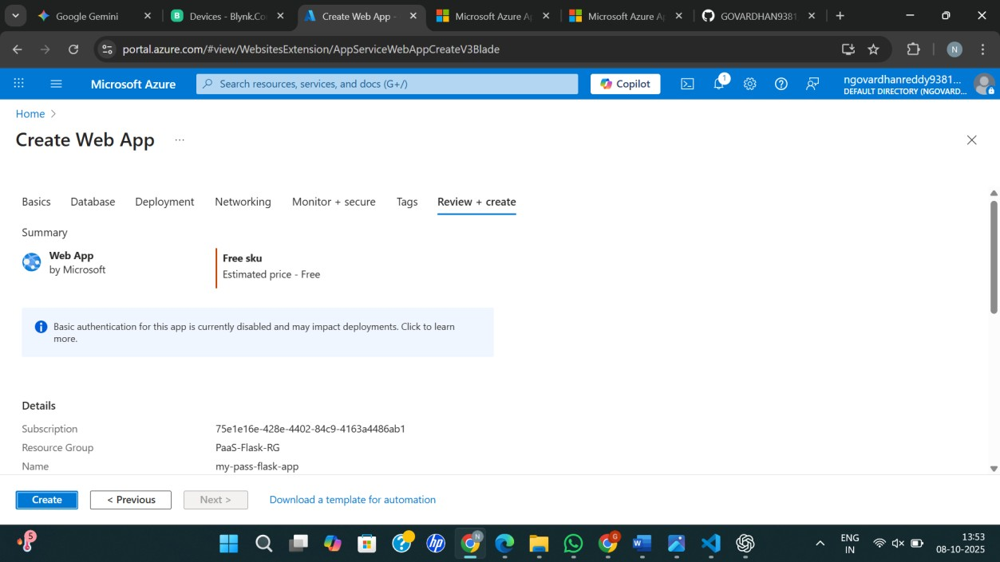 Google Gemini
Devices - Blynk.Co
Create Web App -
Microsoft Azure Ap
Microsoft Azure Ap
GOVARDHAN9381
portal.azure.com/#view/WebsitesExtension/AppServiceWebAppCreateV3Blade
N
Microsoft Azure
Search resources, services, and docs (G+/)
Copilot
1
ngovardhanreddy9381...
DEFAULT DIRECTORY (NGOVARD...
Home >
Create Web App ...
Basics Database Deployment Networking Monitor + secure Tags Review + create
Summary
Web App
by Microsoft
Free sku
Estimated price - Free
Basic authentication for this app is currently disabled and may impact deployments. Click to learn
more.
Details
Subscription 75e1e16e-428e-4402-84c9-4163a4486ab1
Resource Group PaaS-Flask-RG
Name my-pass-flask-app
Create < Previous Next > Download a template for automation
5
hp
N
G
W
ENG
IN
13:53
08-10-2025